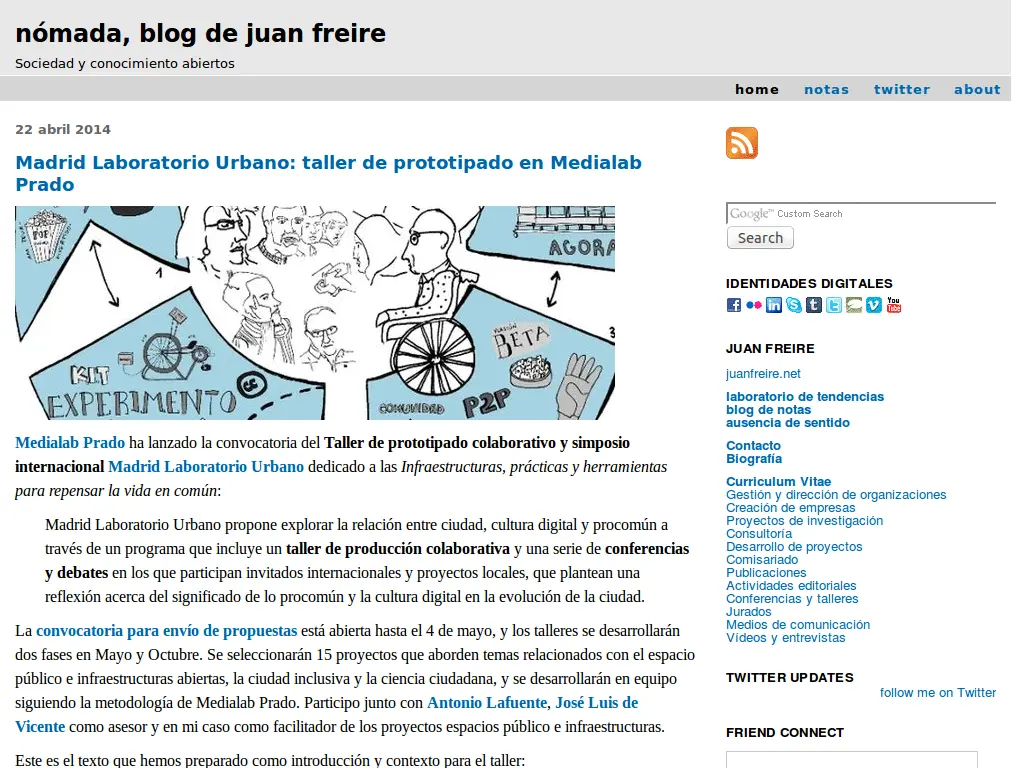 nómada, blog de juan freire
Sociedad y conocimiento abiertos
home notas twitter about
22 abril 2014
Madrid Laboratorio Urbano: taller de prototipado en Medialab
Prado
POP
1
AGORA
KIT
EXPERIMENTO
cc
VERSIÓN
BETA
3
COMUNIDAD
P2P
Medialab Prado ha lanzado la convocatoria del Taller de prototipado colaborativo y simposio
internacional Madrid Laboratorio Urbano dedicado a las Infraestructuras, prácticas y herramientas
para repensar la vida en común:
Madrid Laboratorio Urbano propone explorar la relación entre ciudad, cultura digital y procomún a
través de un programa que incluye un taller de producción colaborativa y una serie de conferencias
y debates en los que participan invitados internacionales y proyectos locales, que plantean una
reflexión acerca del significado de lo procomún y la cultura digital en la evolución de la ciudad.
La convocatoria para envío de propuestas está abierta hasta el 4 de mayo, y los talleres se desarrollarán
dos fases en Mayo y Octubre. Se seleccionarán 15 proyectos que aborden temas relacionados con el espacio
público e infraestructuras abiertas, la ciudad inclusiva y la ciencia ciudadana, y se desarrollarán en equipo
siguiendo la metodología de Medialab Prado. Participo junto con Antonio Lafuente, José Luis de
Vicente como asesor y en mi caso como facilitador de los proyectos espacios público e infraestructuras.
Este es el texto que hemos preparado como introducción y contexto para el taller:
Google™ Custom Search
Search
IDENTIDADES DIGITALES
You
Tube
JUAN FREIRE
juanfreire.net
laboratorio de tendencias
blog de notas
ausencia de sentido
Contacto
Biografía
Curriculum Vitae
Gestión y dirección de organizaciones
Creación de empresas
Proyectos de investigación
Consultoría
Desarrollo de proyectos
Comisariado
Publicaciones
Actividades editoriales
Conferencias y talleres
Jurados
Medios de comunicación
Vídeos y entrevistas
TWITTER UPDATES
follow me on Twitter
FRIEND CONNECT